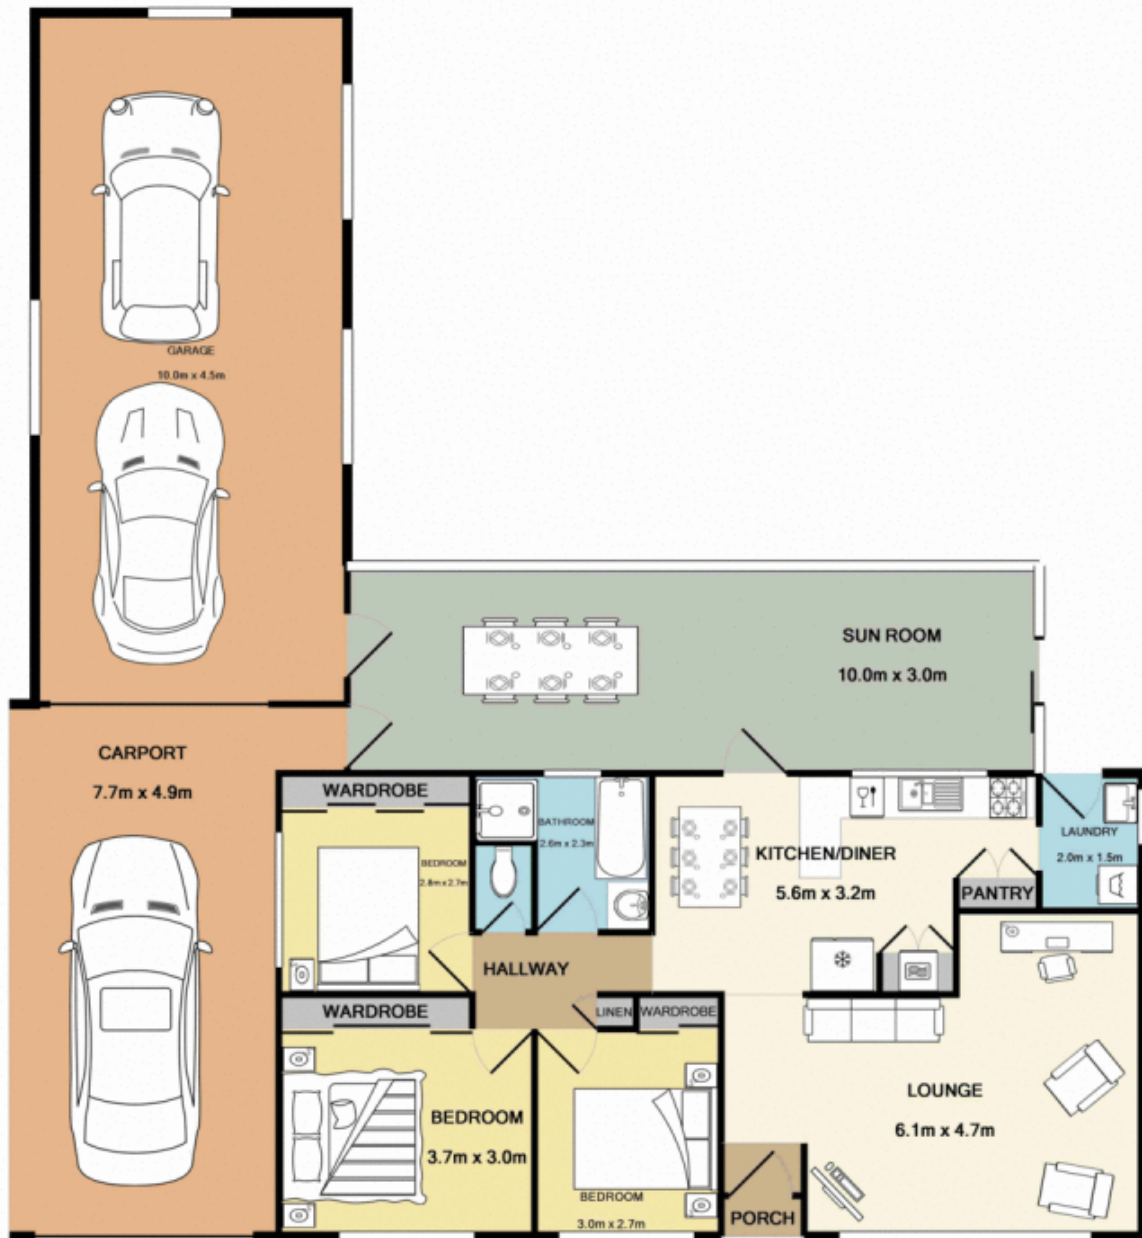 GARAGE
10.0m x 4.5m
SUN ROOM
10.0m x 3.0m
CARPORT
7.7m x 4.9m
WARDROBE
BEDROOM
2.8m x 2.7m
BATHROOM
2.6m x 2.3m
KITCHEN/DINER
5.6m x 3.2m
LAUNDRY
2.0m x 1.5m
PANTRY
HALLWAY
WARDROBE
LINEN
WARDROBE
BEDROOM
3.7m x 3.0m
BEDROOM
3.0m x 2.7m
LOUNGE
6.1m x 4.7m
PORCH